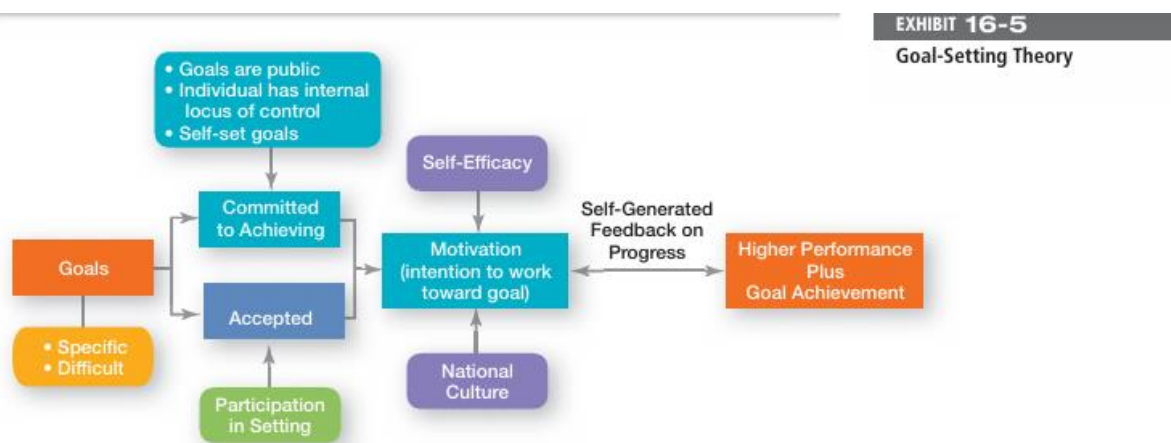 EXHIBIT 16-5
Goal-Setting Theory
• Goals are public
• Individual has internal
locus of control
• Self-set goals
Self-Efficacy
Committed
to Achieving
Self-Generated
Feedback on
Progress
Goals
Motivation
(intention to work
toward goal)
Higher Performance
Plus
Goal Achievement
Accepted
• Specific
• Difficult
National
Culture
Participation
in Setting